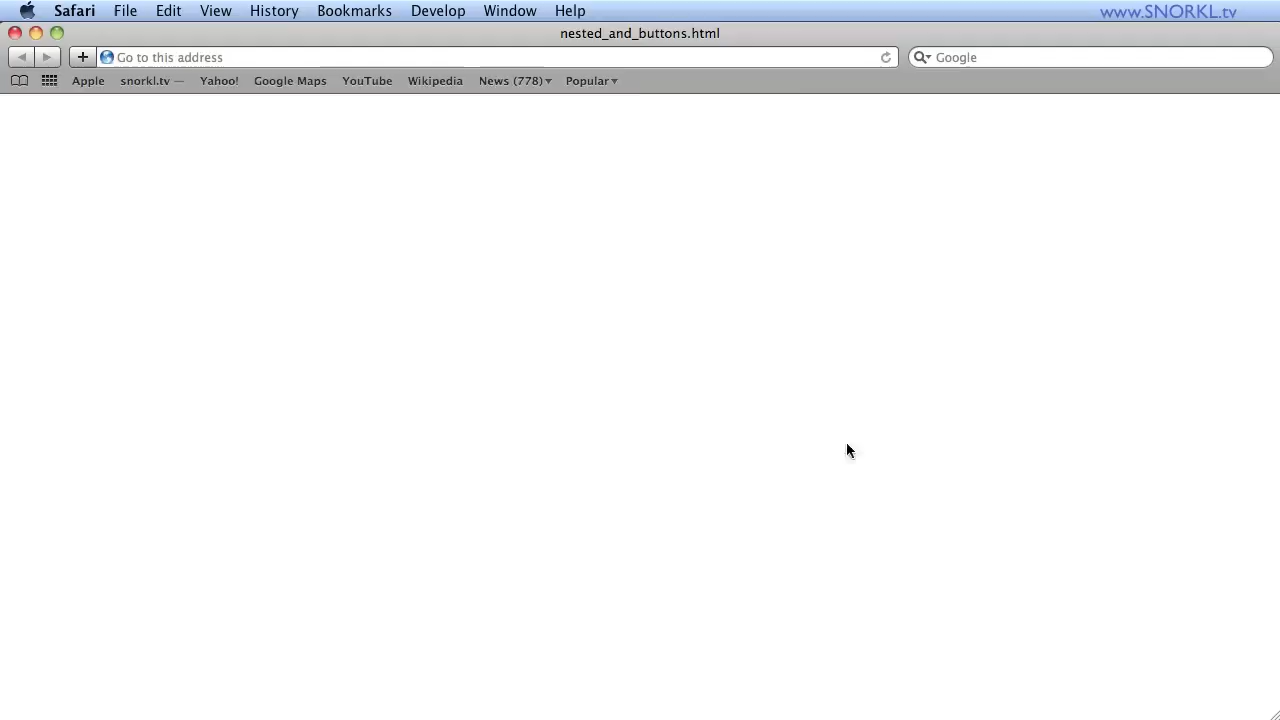 Safari File Edit View History Bookmarks Develop Window Help www.SNORKL.tv
nested_and_buttons.html
Go to this address Google
Apple snorkl.tv — Yahoo! Google Maps YouTube Wikipedia News (778) Popular